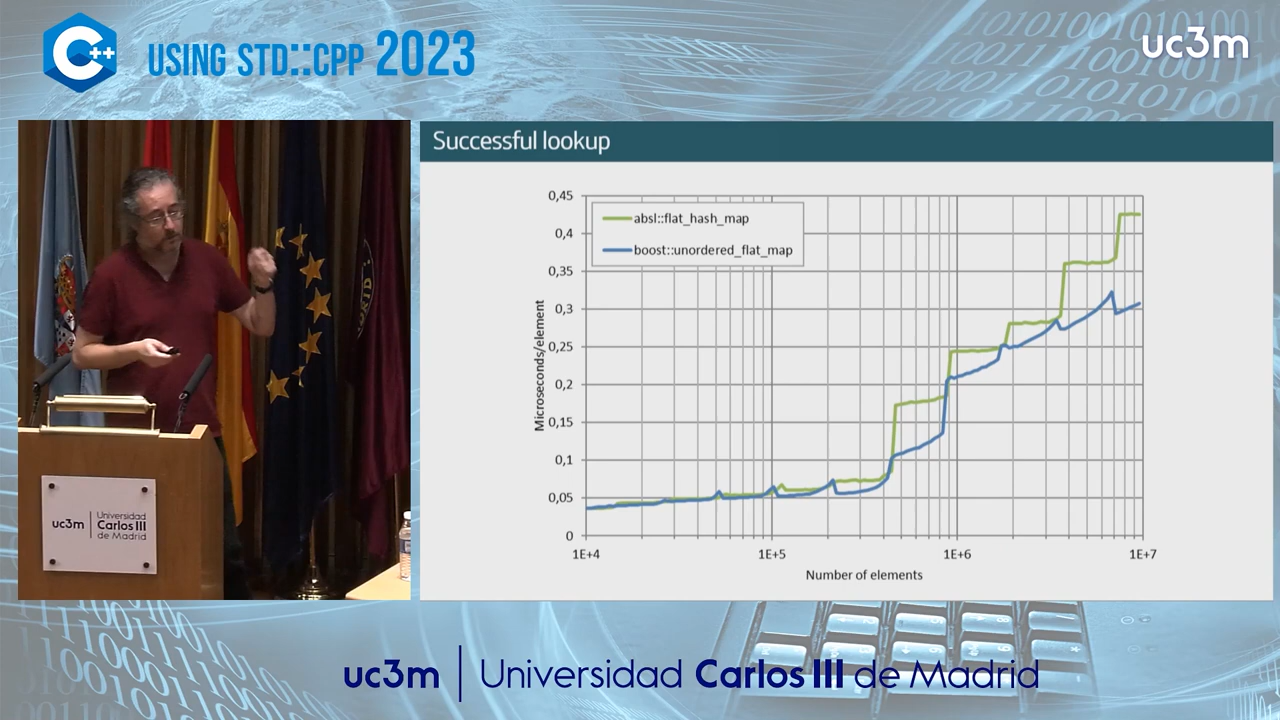 C++
USING STD::CPP 2023
uc3m
Successful lookup
0,45
0,4
0,35
0,3
0,25
0,2
0,15
0,1
0,05
0
absl::flat_hash_map
boost::unordered_flat_map
Microseconds/element
1E+4
1E+5
1E+6
1E+7
Number of elements
uc3m
Universidad
Carlos III
de Madrid
uc3m | Universidad Carlos III de Madrid